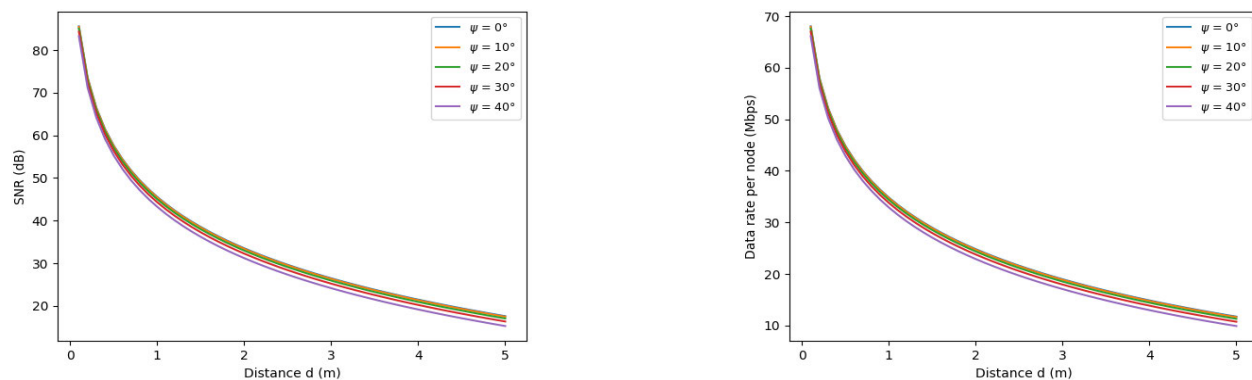 80
70
60
50
40
30
20
SNR (dB)
0 1 2 3 4 5
Distance d (m)
ψ = 0°
ψ = 10°
ψ = 20°
ψ = 30°
ψ = 40°
70
60
50
40
30
20
10
Data rate per node (Mbps)
0 1 2 3 4 5
Distance d (m)
ψ = 0°
ψ = 10°
ψ = 20°
ψ = 30°
ψ = 40°